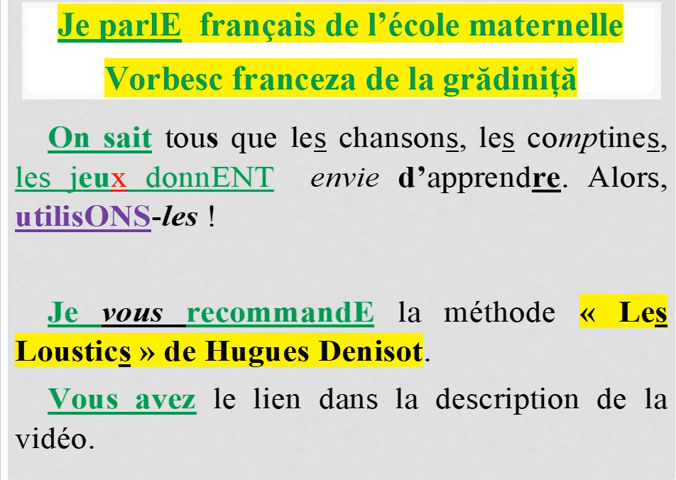 Je parlE français de l’école maternelle
Vorbesc franceza de la grădiniță
On sait tous que les chansons, les comptines,
les jeux donnENT envie d’apprendre. Alors,
utilisONS-les !
Je vous recommandE la méthode « Les
Loustics » de Hugues Denisot.
Vous avez le lien dans la description de la
vidéo.